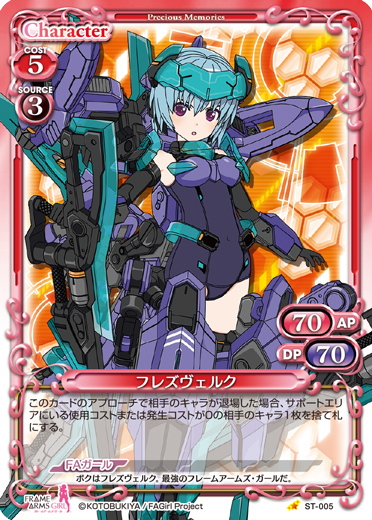 Precious Memories
Character
COST
5
SOURCE
3
70 AP
DP 70
フレズヴェルク
このカードのアプローチで相手のキャラが退場した場合、サポートエ
リアにいる使用コストまたは発生コストが0の相手のキャラ1枚を捨て札
にする。
FAガール
ボクはフレズヴェルク。最強のフレームアームズ・ガールだ。
FRAME ARMS GIRL
©KOTOBUKIYA / FAGirl Project
ST-005